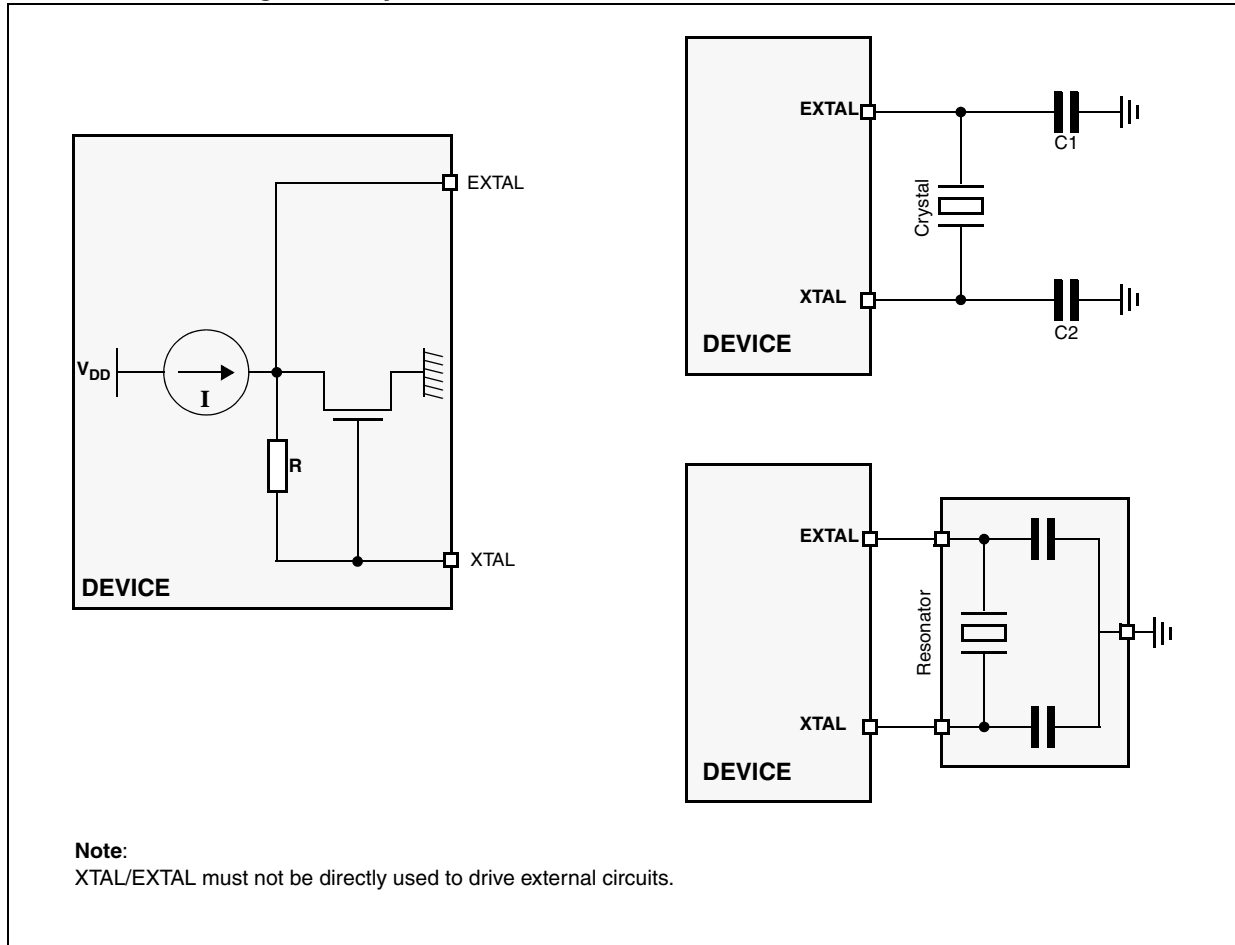 EXTAL
V_DD
I
R
XTAL
DEVICE
EXTAL
C1
Crystal
XTAL
C2
DEVICE
EXTAL
Resonator
XTAL
DEVICE
Note:
XTAL/EXTAL must not be directly used to drive external circuits.